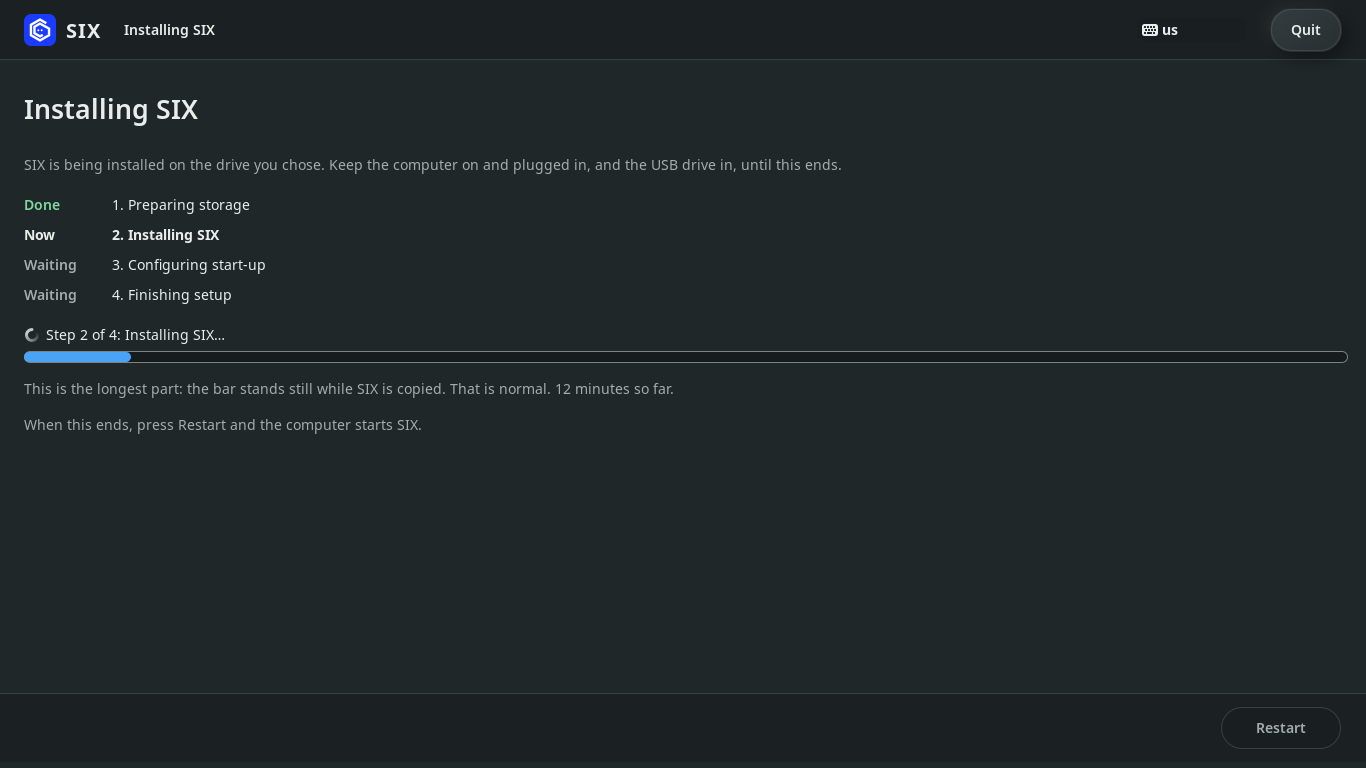 SIX
Installing SIX
us
Quit
Installing SIX
SIX is being installed on the drive you chose. Keep the computer on and plugged in, and the USB drive in, until this ends.
Done 1. Preparing storage
Now 2. Installing SIX
Waiting 3. Configuring start-up
Waiting 4. Finishing setup
Step 2 of 4: Installing SIX...
This is the longest part: the bar stands still while SIX is copied. That is normal. 12 minutes so far.
When this ends, press Restart and the computer starts SIX.
Restart